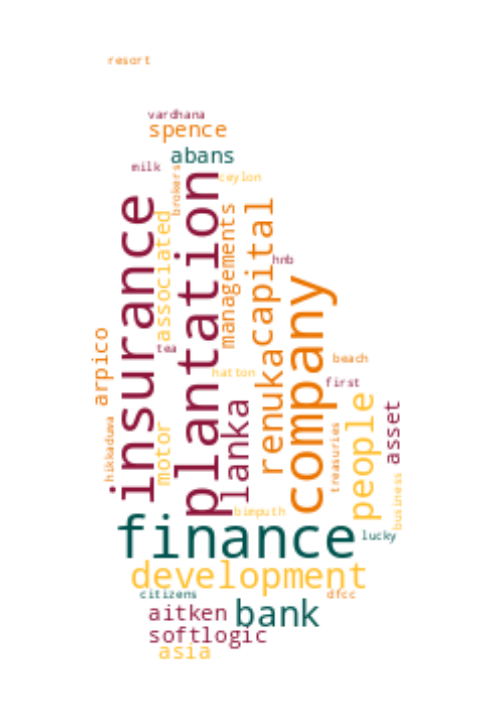 resort
vardhana
spence
abans
milk
brokers
ceylon
plantation
insurance
associated
managements
capital
hnb
company
tea
arpico
renuka
beach
hatton
first
people
lanka
asset
hikkaduwa
motor
treasuries
business
bimputh
finance
lucky
development
citizens
dfcc
aitken
bank
softlogic
asia